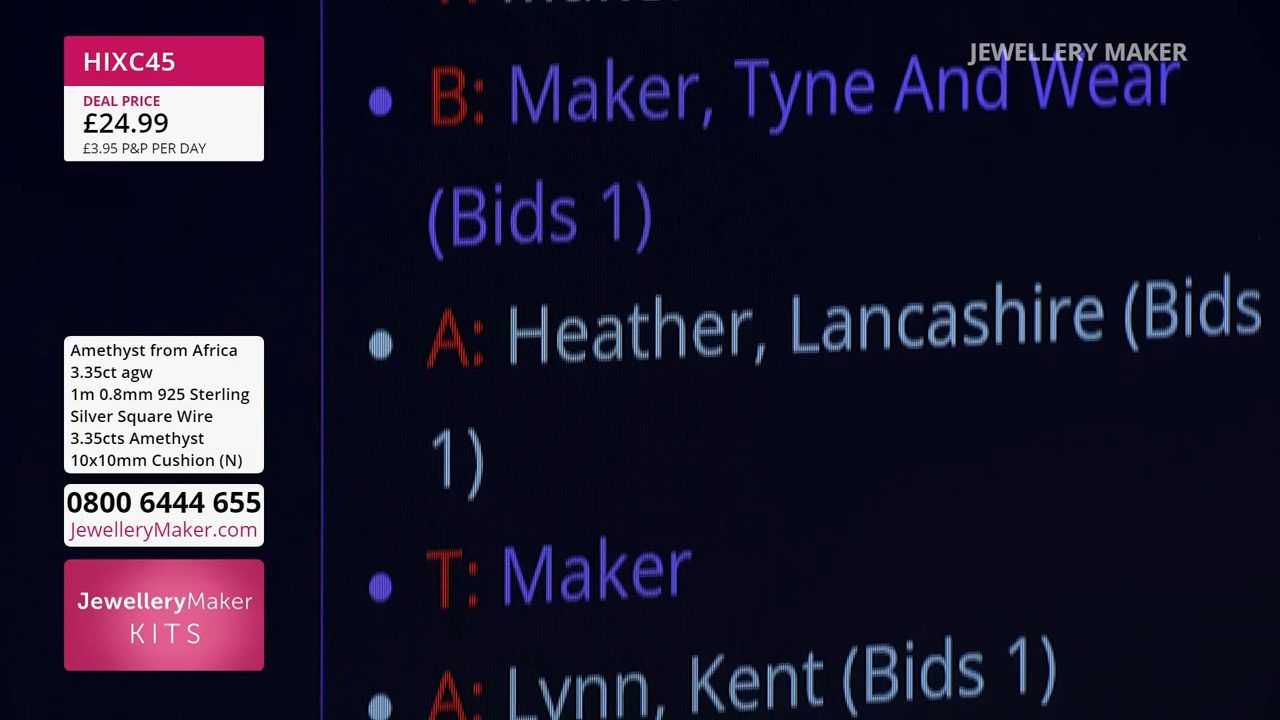 HIXC45
DEAL PRICE
£24.99
£3.95 P&P PER DAY
JEWELLERY MAKER
B: Maker, Tyne And Wear
(Bids 1)
A: Heather, Lancashire (Bids
1)
T: Maker
A: Lynn, Kent (Bids 1)
Amethyst from Africa
3.35ct agw
1m 0.8mm 925 Sterling
Silver Square Wire
3.35cts Amethyst
10x10mm Cushion (N)
0800 6444 655
JewelleryMaker.com
JewelleryMaker
KITS